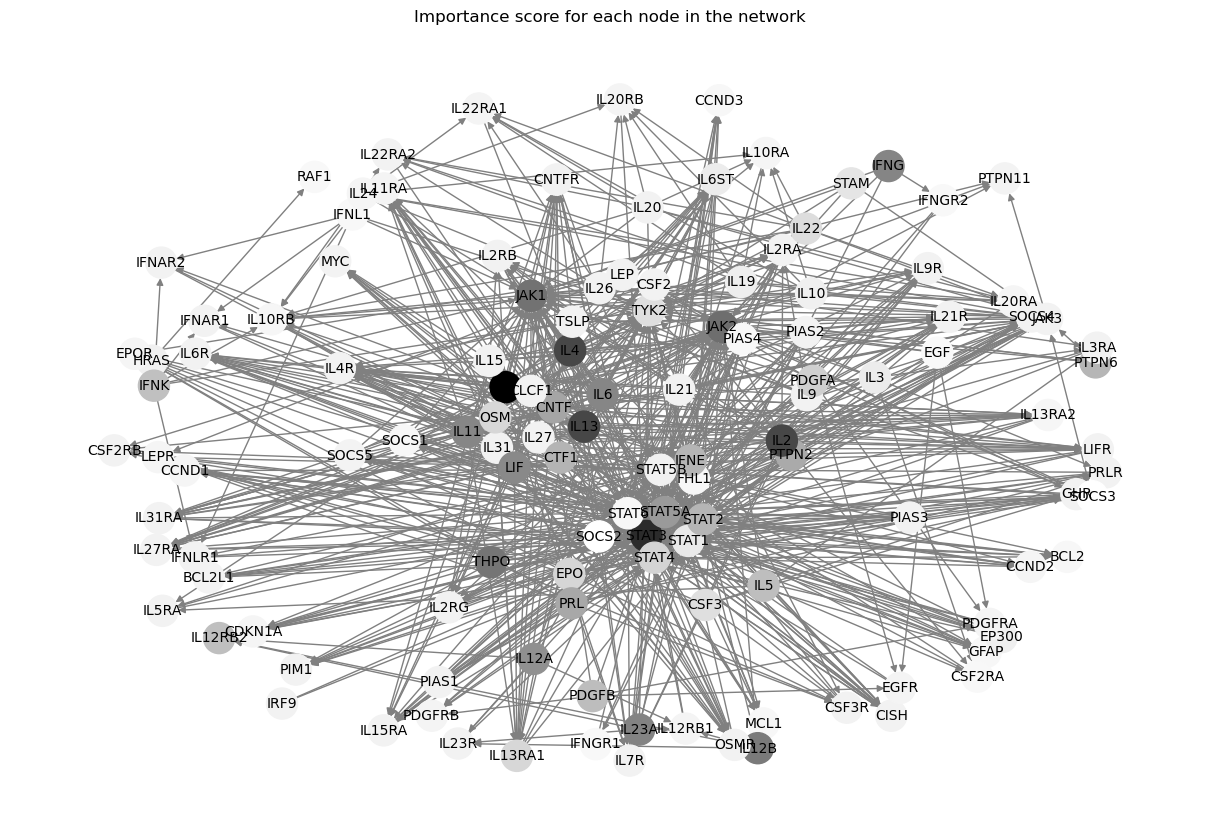 Importance score for each node in the network
IL20RB
CCND3
IL22RA1
IL22RA2
IL10RA
IFNG
RAF1
CNTFR
IL6ST
STAM
PTPN11
IL11RA
IL24
IFNL1
IL20
IFNGR2
IL22
IL2RB
IL2RA
IFNAR2
MYC
LEP
IL9R
IL26
CSF2
IL19
IL10
JAK1
IL20RA
TYK2
SOCS4
JAK3
IFNAR1
IL10RB
TSLP
JAK2
IL21R
PIAS2
PIAS4
EPOR
HRAS
IL6R
IL4
EGF
IL3RA
PTPN6
IL15
IL4R
IFNK
CLCF1
IL6
IL21
PDGFA
IL9
IL3
CNTF
OSM
IL13RA2
IL11
IL13
SOCS1
IL27
IL2
CSF2RB
LEPR
SOCS5
IL31
CTF1
IFNE
PTPN2
LIFR
CCND1
LIF
STAT5B
FHL1
PRLR
GHR
SOCS3
IL31RA
STAT6
STAT5A
STAT2
PIAS3
SOCS2
STAT3
STAT1
IL27RA
IFNLR1
STAT4
BCL2
THPO
CCND2
BCL2L1
EPO
IL5
IL5RA
IL2RG
PRL
CSF3
PDGFRA
IL12RB2
CDKN1A
EP300
GFAP
IL12A
PIM1
CSF2RA
PIAS1
EGFR
IRF9
PDGFB
CSF3R
PDGFRB
CISH
IL15RA
IL23A
IL12RB1
MCL1
IL23R
IFNGR1
OSMR
IL12B
IL13RA1
IL7R